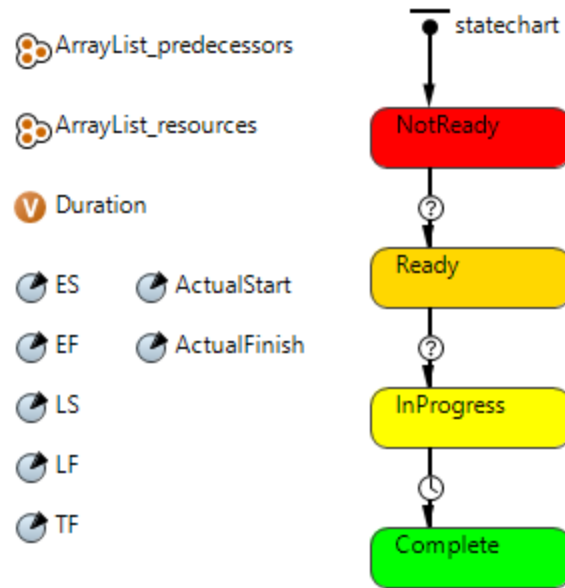 statechart
ArrayList_predecessors
ArrayList_resources
NotReady
?
V Duration
Ready
ES ActualStart
?
EF ActualFinish
LS
InProgress
LF
TF
Complete